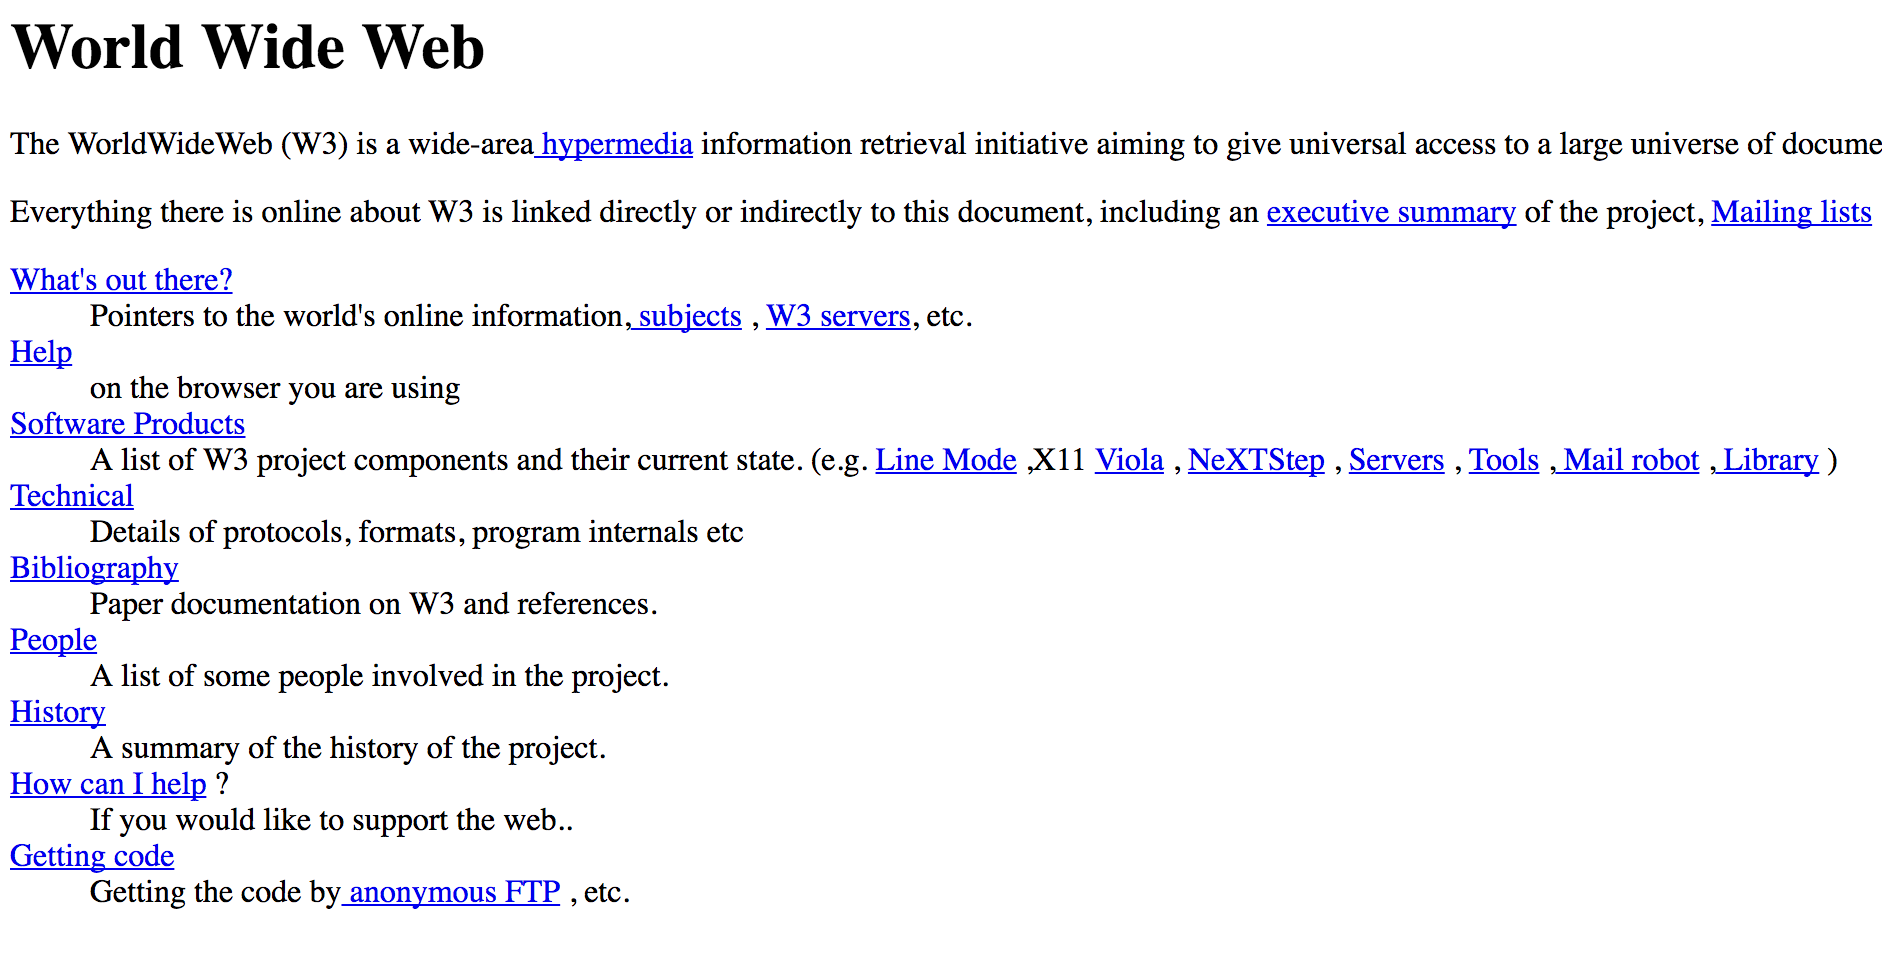 World Wide Web
The WorldWideWeb (W3) is a wide-area hypermedia information retrieval initiative aiming to give universal access to a large universe of docume
Everything there is online about W3 is linked directly or indirectly to this document, including an executive summary of the project, Mailing lists
What's out there?
Pointers to the world's online information, subjects , W3 servers, etc.
Help
on the browser you are using
Software Products
A list of W3 project components and their current state. (e.g. Line Mode ,X11 Viola , NeXTStep , Servers , Tools , Mail robot , Library )
Technical
Details of protocols, formats, program internals etc
Bibliography
Paper documentation on W3 and references.
People
A list of some people involved in the project.
History
A summary of the history of the project.
How can I help ?
If you would like to support the web..
Getting code
Getting the code by anonymous FTP , etc.